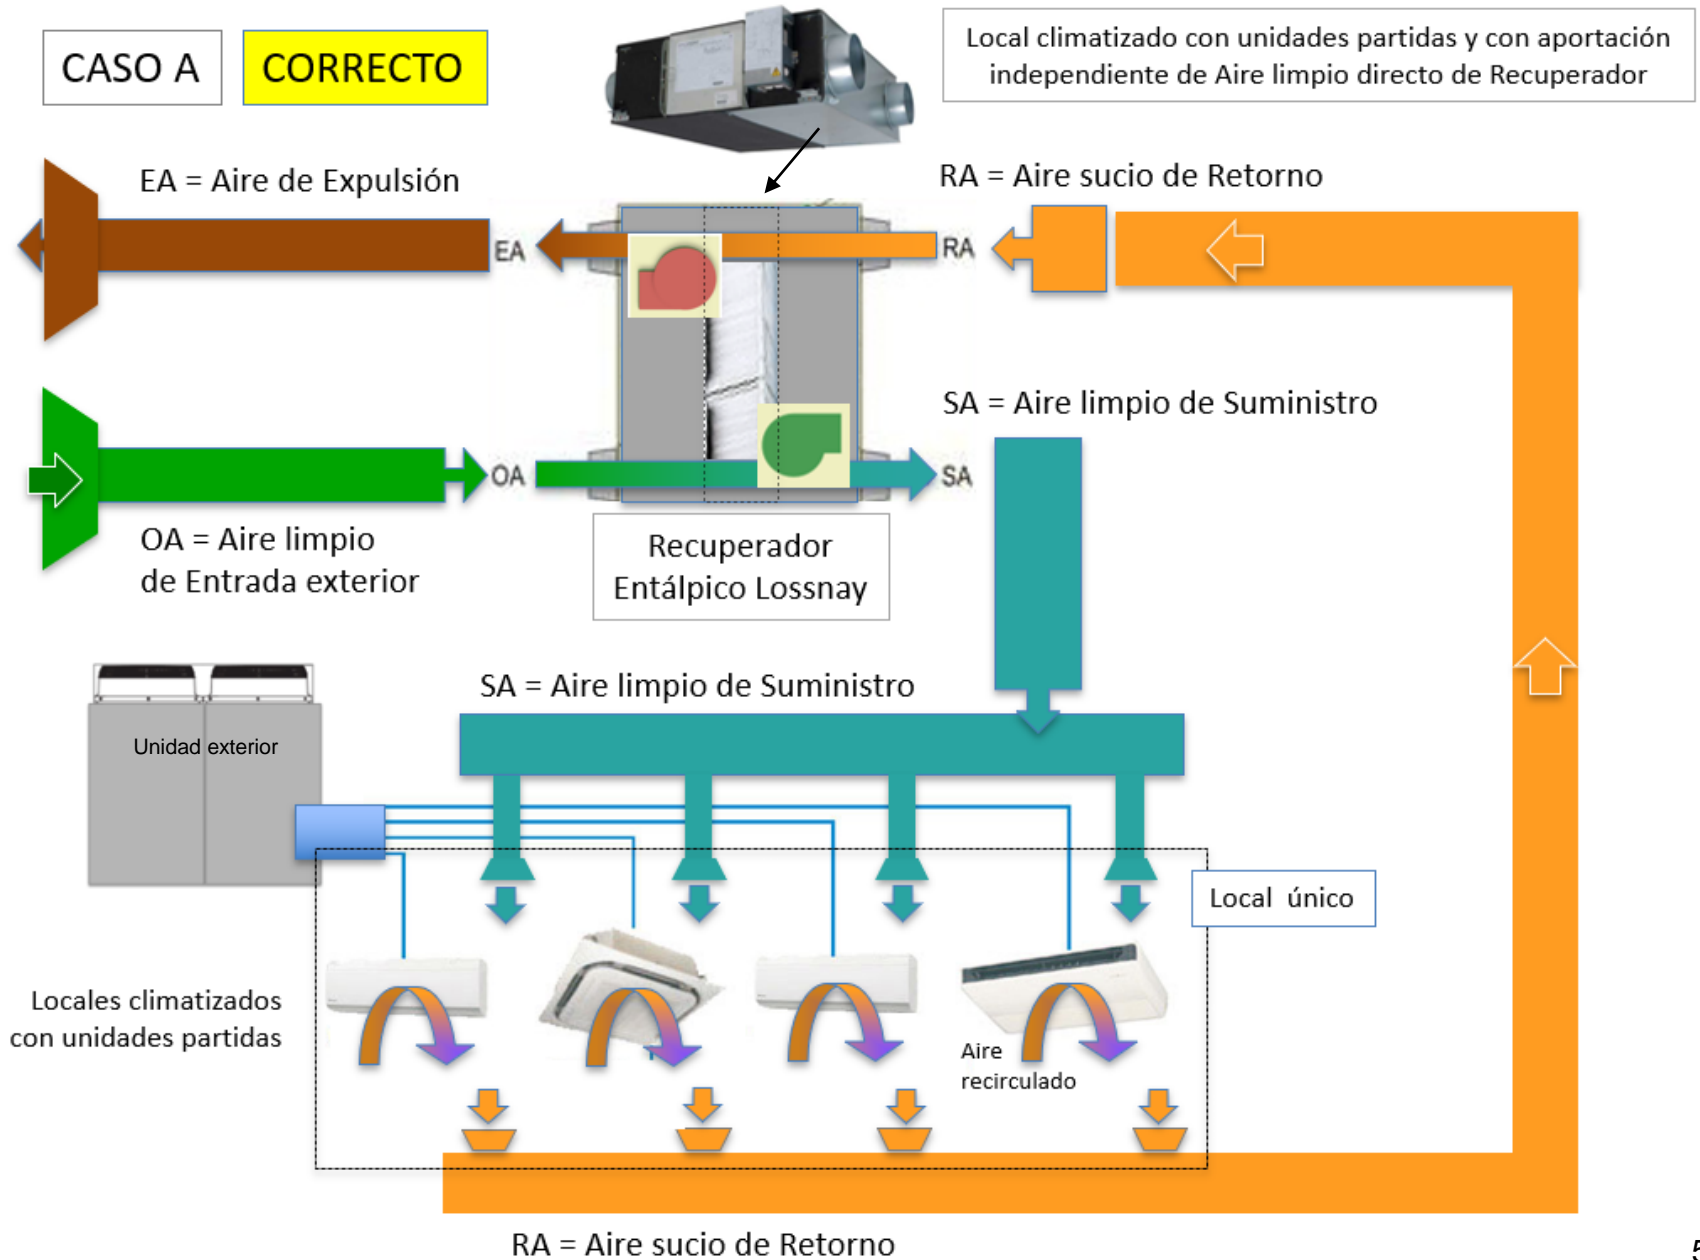 CASO A
CORRECTO
Local climatizado con unidades partidas y con aportación
independiente de Aire limpio directo de Recuperador
EA = Aire de Expulsión
RA = Aire sucio de Retorno
EA
RA
SA = Aire limpio de Suministro
OA
SA
OA = Aire limpio
de Entrada exterior
Recuperador
Entálpico Lossnay
SA = Aire limpio de Suministro
Unidad exterior
Local único
Locales climatizados
con unidades partidas
Aire
recirculado
RA = Aire sucio de Retorno
5